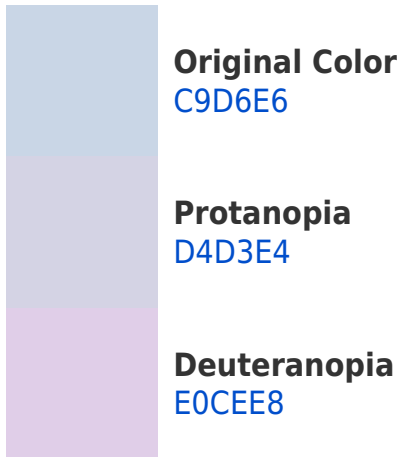 Original Color
C9D6E6
Protanopia
D4D3E4
Deuteranopia
E0CEE8